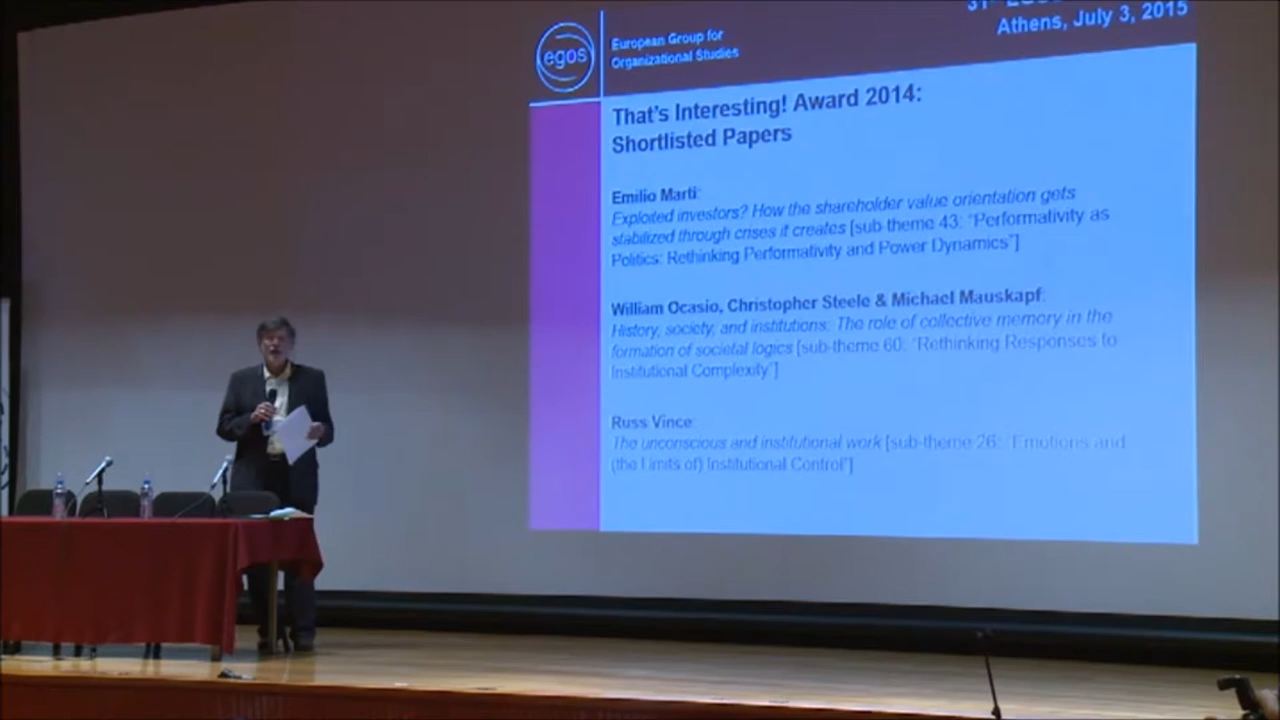 egos
European Group for
Organizational Studies
Athens, July 3, 2015
That's Interesting! Award 2014:
Shortlisted Papers
Emilio Marti:
Exploited investors? How the shareholder value orientation gets
stabilized through crises it creates [sub-theme 43: "Performativity as
Politics: Rethinking Performativity and Power Dynamics"]
William Ocasio, Christopher Steele & Michael Mauskapf:
History, society, and institutions: The role of collective memory in the
formation of societal logics [sub-theme 60: "Rethinking Responses to
Institutional Complexity"]
Russ Vince:
The unconscious and institutional work [sub-theme 26: "Emotions and
(the Limits of) Institutional Control"]